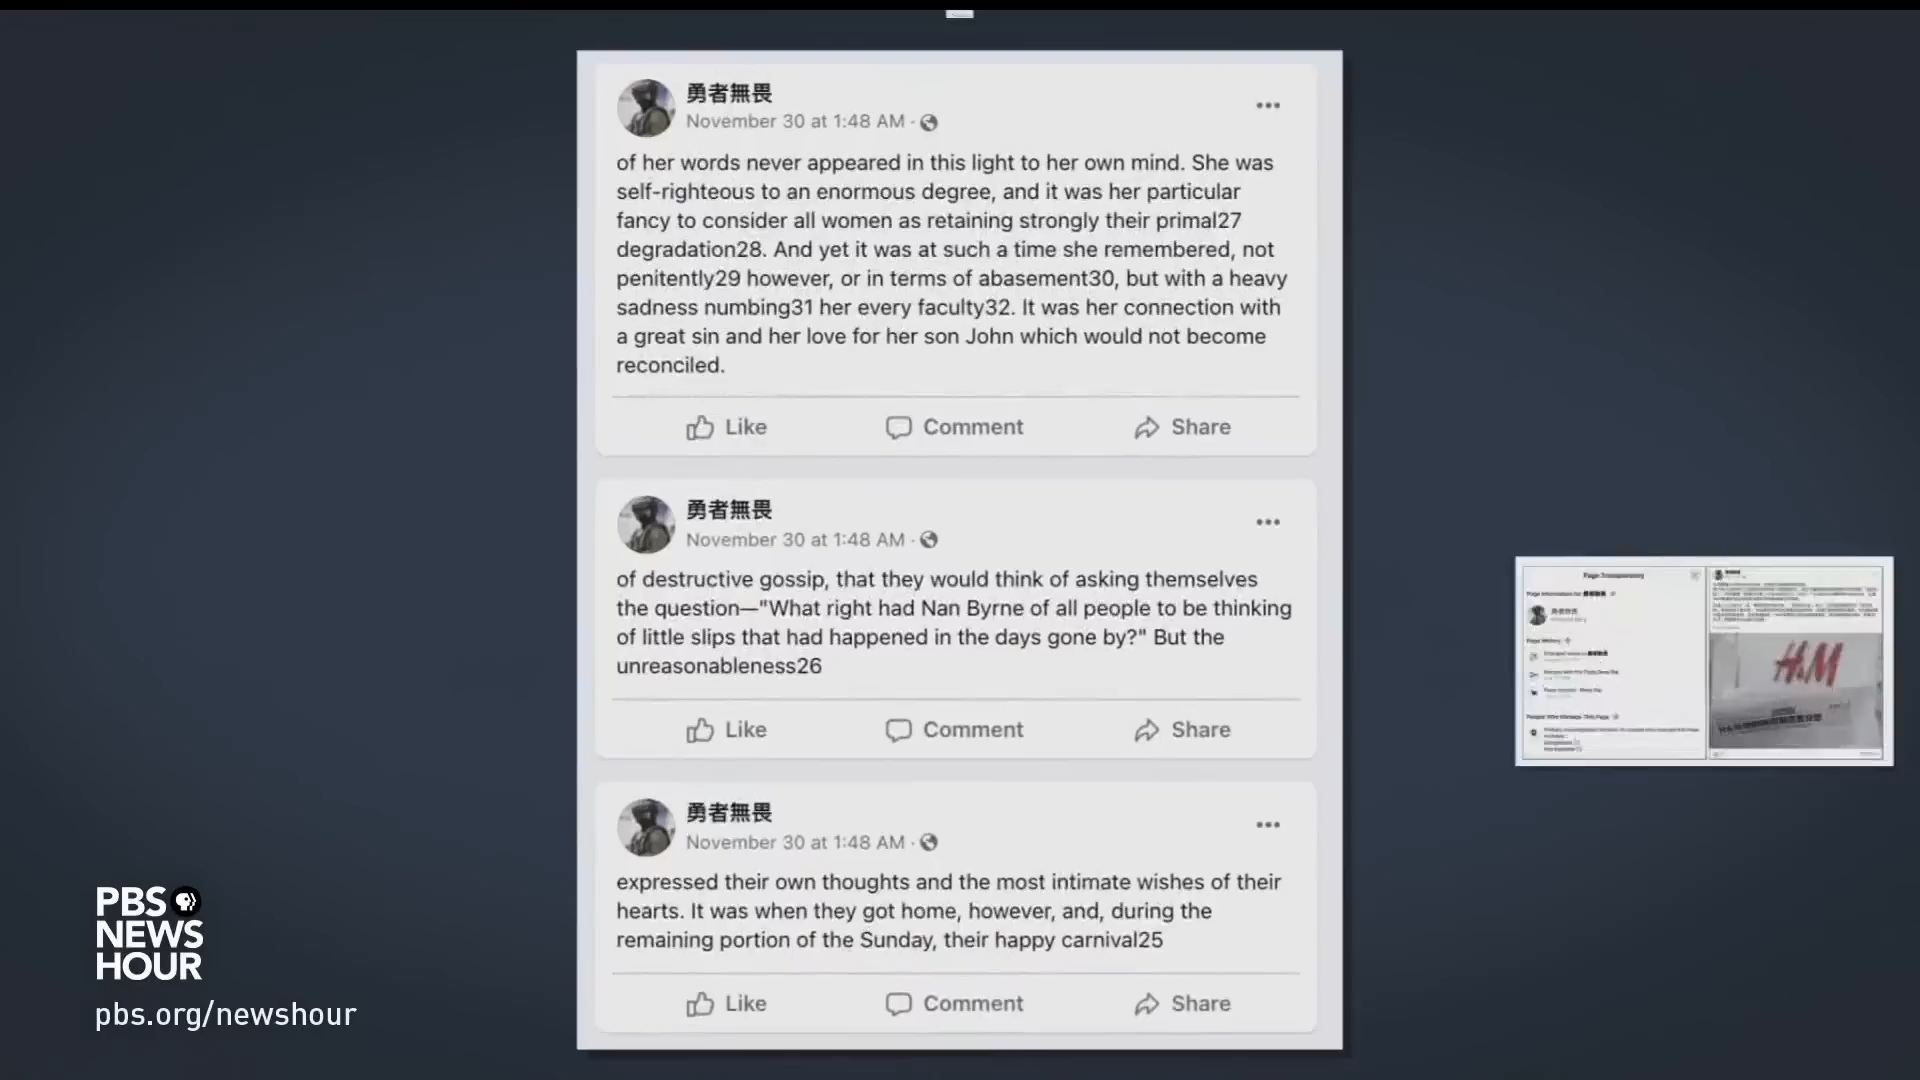 勇者無畏
November 30 at 1:48 AM ·
of her words never appeared in this light to her own mind. She was
self-righteous to an enormous degree, and it was her particular
fancy to consider all women as retaining strongly their primal27
degradation28. And yet it was at such a time she remembered, not
penitently29 however, or in terms of abasement30, but with a heavy
sadness numbing31 her every faculty32. It was her connection with
a great sin and her love for her son John which would not become
reconciled.
Like Comment Share
勇者無畏
November 30 at 1:48 AM ·
of destructive gossip, that they would think of asking themselves
the question—"What right had Nan Byrne of all people to be thinking
of little slips that had happened in the days gone by?" But the
unreasonableness26
Like Comment Share
勇者無畏
November 30 at 1:48 AM ·
expressed their own thoughts and the most intimate wishes of their
hearts. It was when they got home, however, and, during the
remaining portion of the Sunday, their happy carnival25
Like Comment Share
Page Transparency
H&M
PBS
NEWS
HOUR
pbs.org/newshour